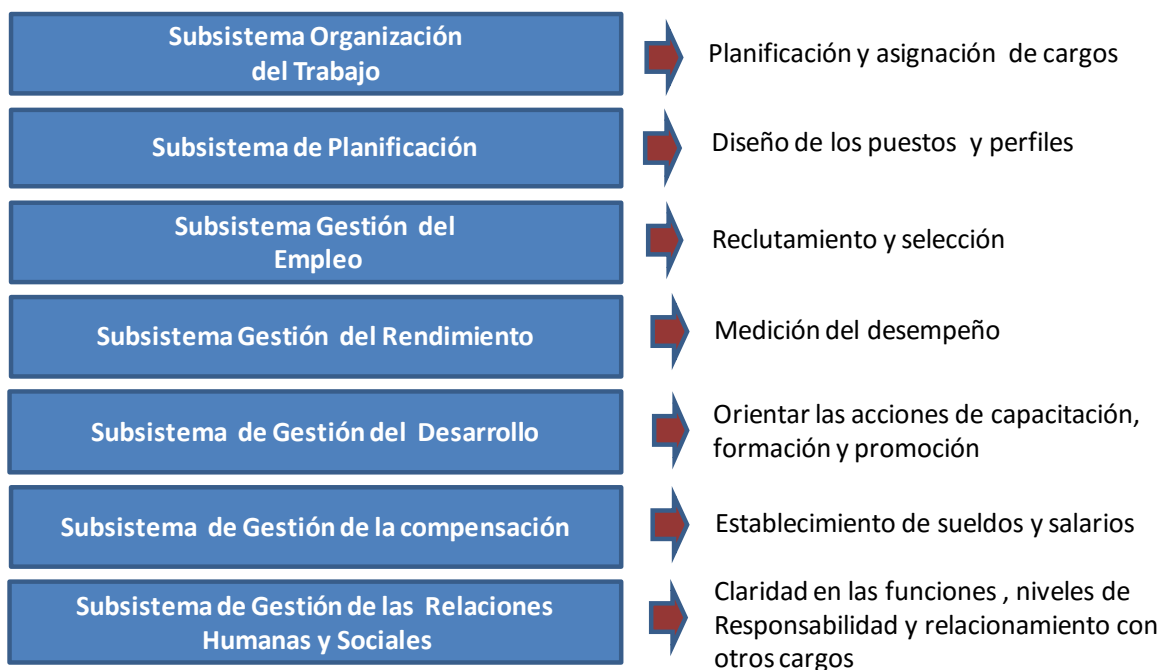 Subsistema Organización
del Trabajo
Planificación y asignación de cargos
Subsistema de Planificación
Diseño de los puestos y perfiles
Subsistema Gestión del
Empleo
Reclutamiento y selección
Subsistema Gestión del Rendimiento
Medición del desempeño
Subsistema de Gestión del Desarrollo
Orientar las acciones de capacitación,
formación y promoción
Subsistema de Gestión de la compensación
Establecimiento de sueldos y salarios
Subsistema de Gestión de las Relaciones
Humanas y Sociales
Claridad en las funciones , niveles de
Responsabilidad y relacionamiento con
otros cargos